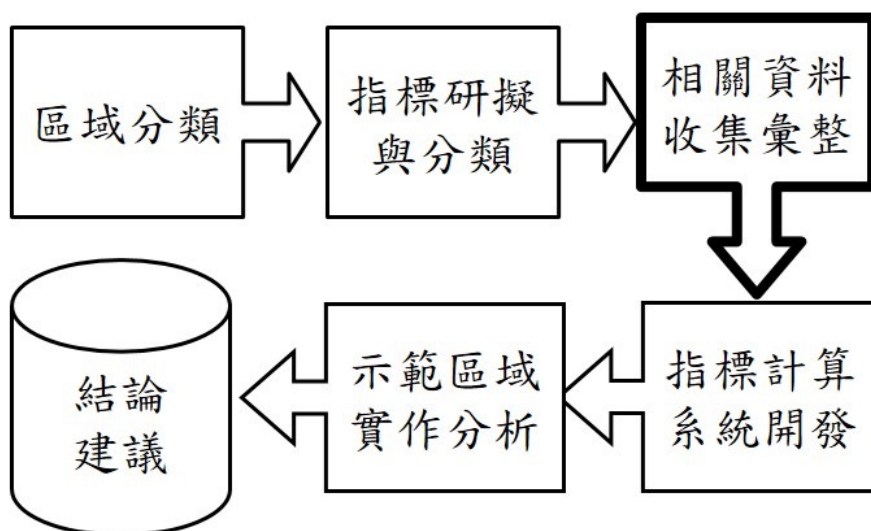 區域分類
指標研擬
與分類
相關資料
收集彙整
指標計算
系統開發
示範區域
實作分析
結論
建議